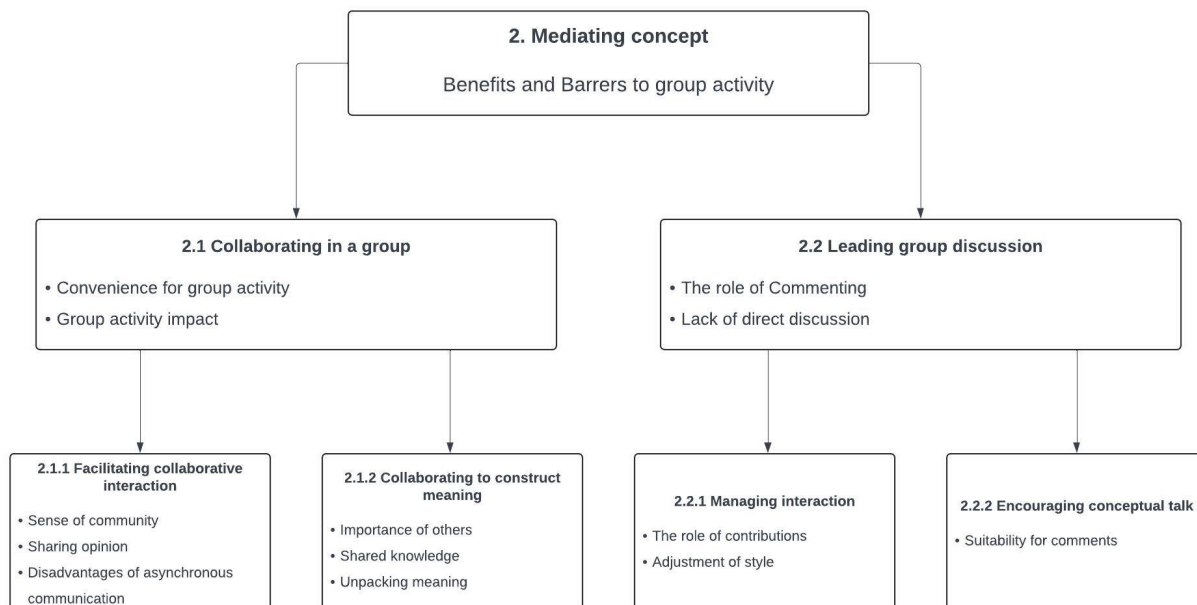 2. Mediating concept
Benefits and Barrers to group activity
2.1 Collaborating in a group
• Convenience for group activity
• Group activity impact
2.2 Leading group discussion
• The role of Commenting
• Lack of direct discussion
2.1.1 Facilitating collaborative
interaction
• Sense of community
• Sharing opinion
• Disadvantages of asynchronous
communication
2.1.2 Collaborating to construct
meaning
• Importance of others
• Shared knowledge
• Unpacking meaning
2.2.1 Managing interaction
• The role of contributions
• Adjustment of style
2.2.2 Encouraging conceptual talk
• Suitability for comments